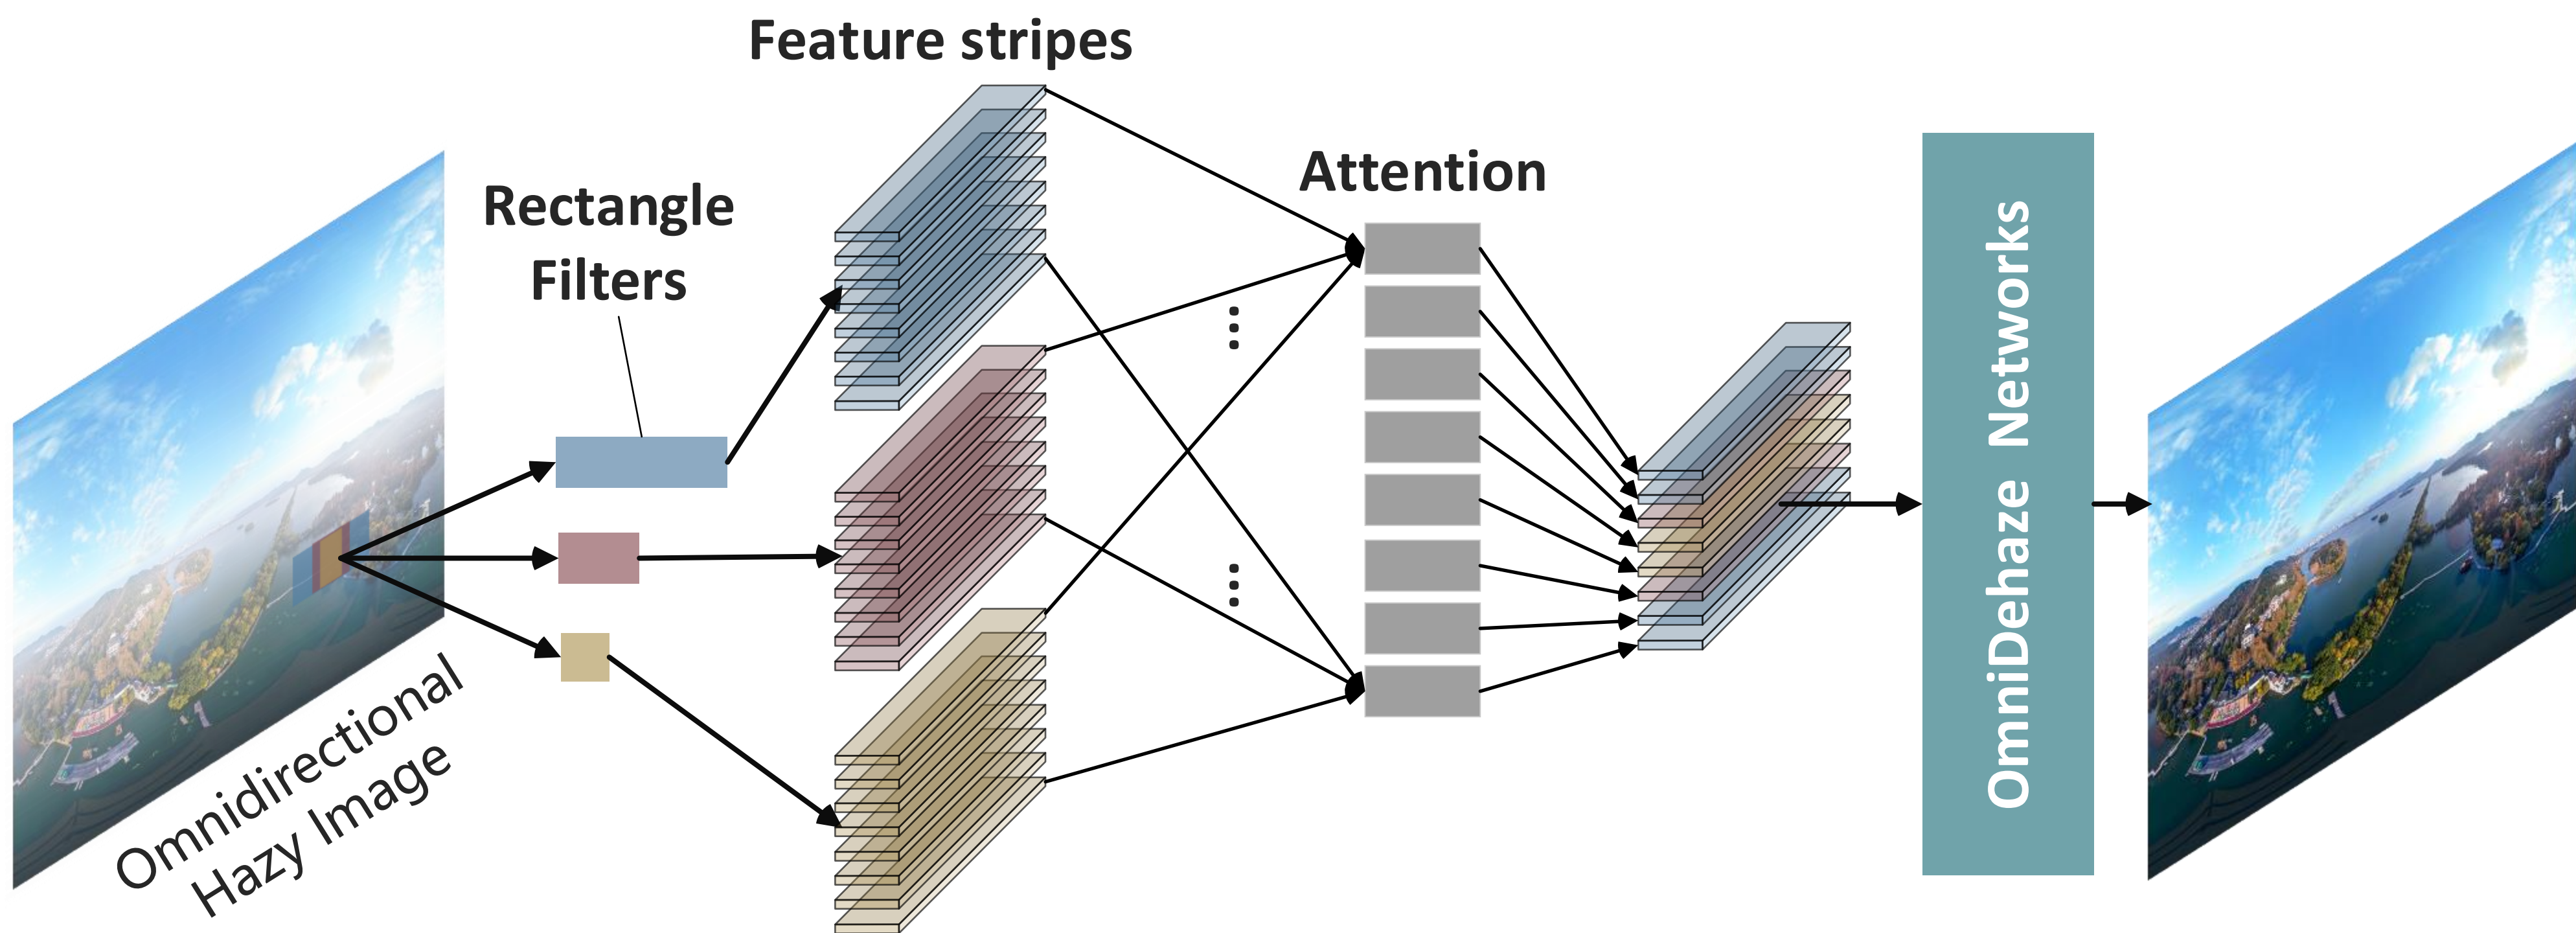 Feature stripes
Rectangle
Filters
Attention
Omnidirectional
Hazy Image
OmniDehaze Networks